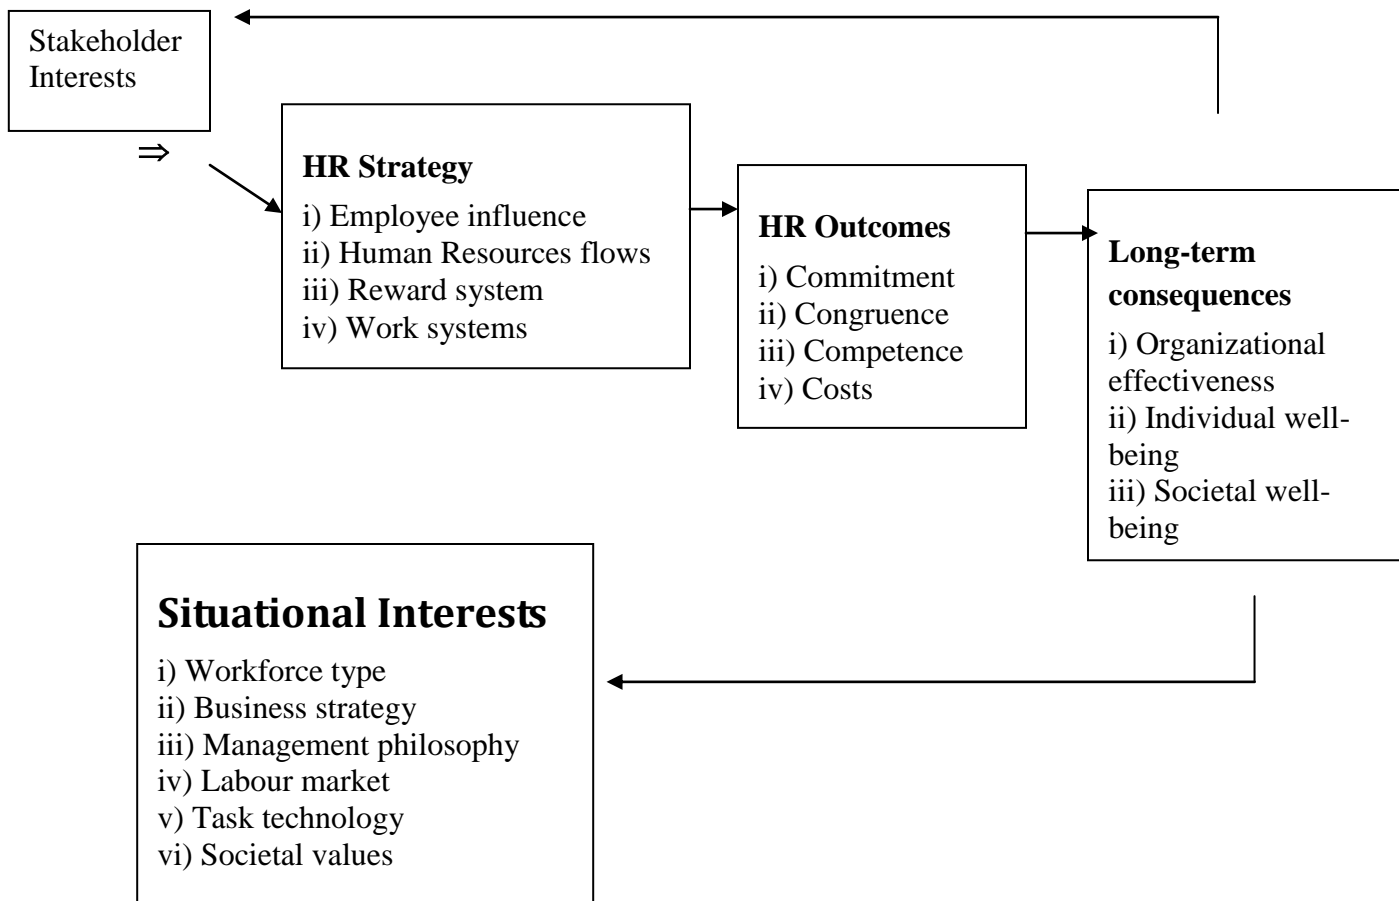 Stakeholder
Interests
⇒
HR Strategy
i) Employee influence
ii) Human Resources flows
iii) Reward system
iv) Work systems
HR Outcomes
i) Commitment
ii) Congruence
iii) Competence
iv) Costs
Long-term
consequences
i) Organizational
effectiveness
ii) Individual well-
being
iii) Societal well-
being
Situational Interests
i) Workforce type
ii) Business strategy
iii) Management philosophy
iv) Labour market
v) Task technology
vi) Societal values